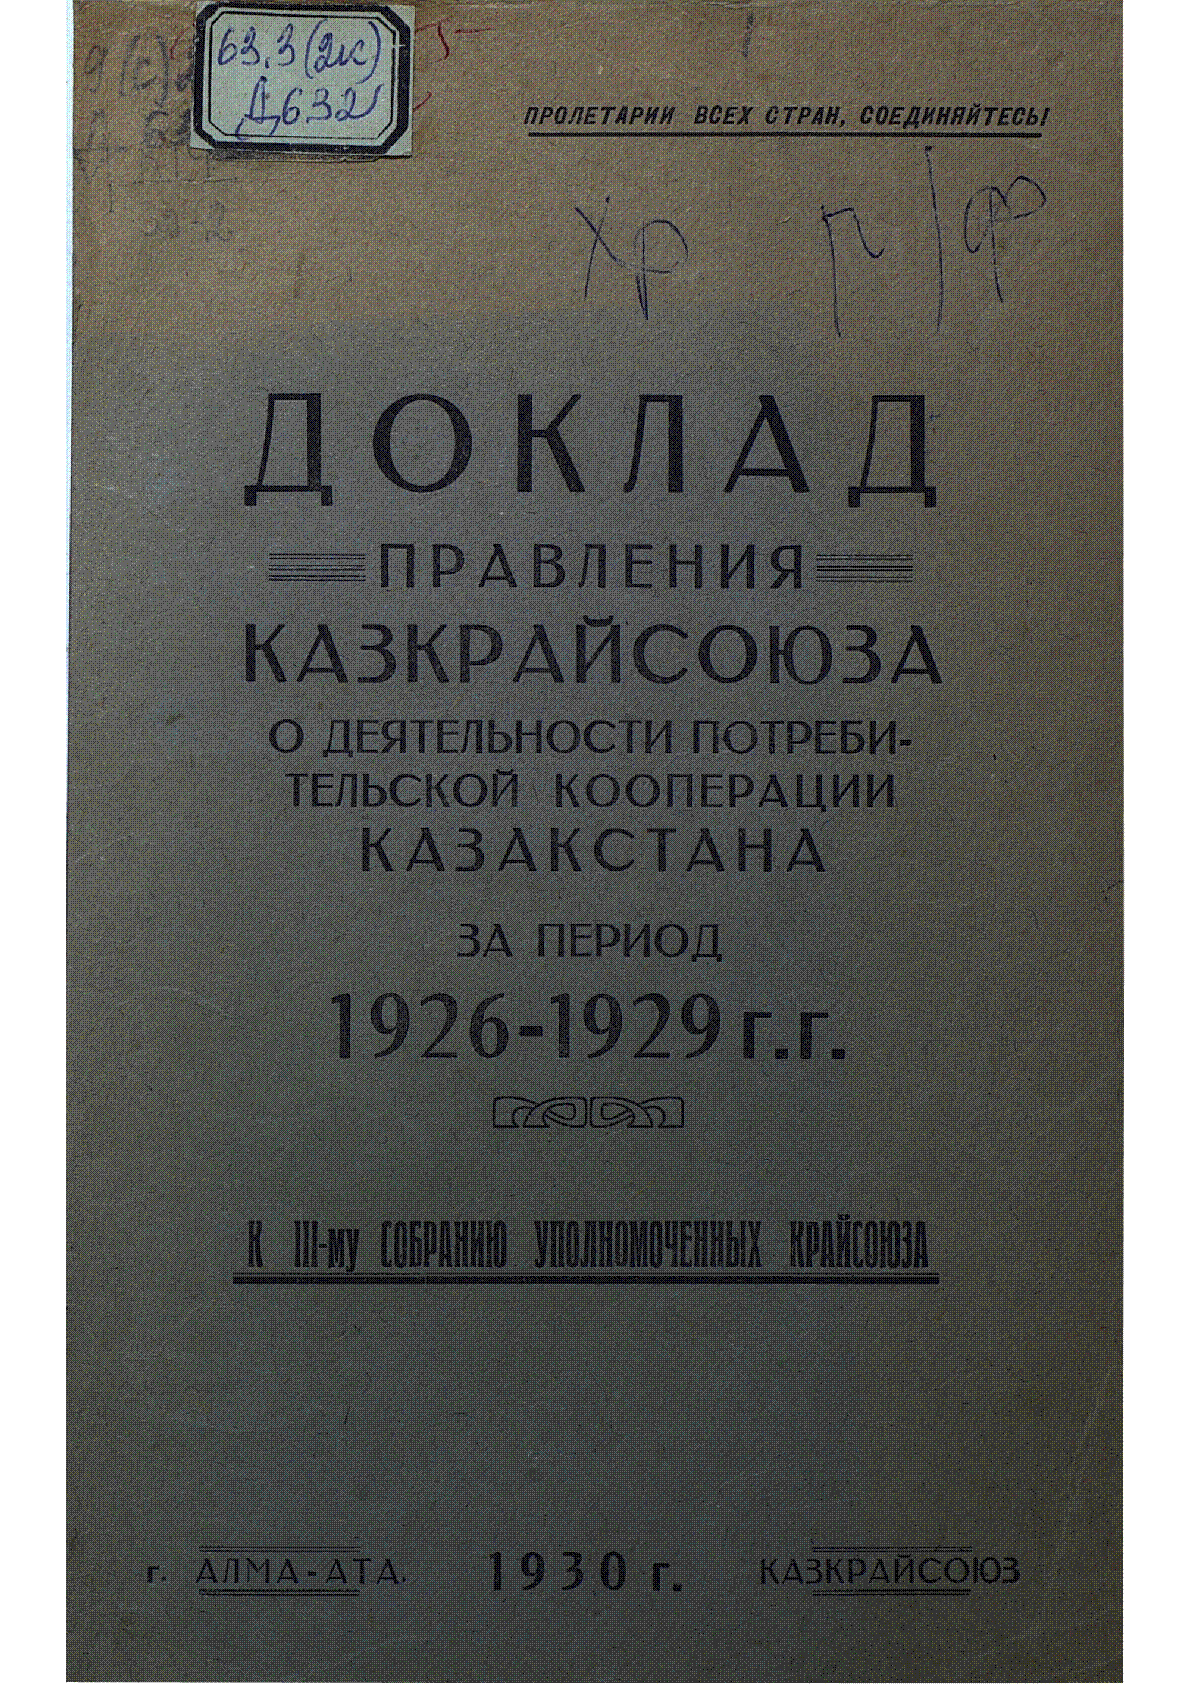 63.3(2к)
Д632
ПРОЛЕТАРИИ ВСЕХ СТРАН, СОЕДИНЯЙТЕСЬ!
Хр п/ф
ДОКЛАД
ПРАВЛЕНИЯ
КАЗКРАЙСОЮЗА
О ДЕЯТЕЛЬНОСТИ ПОТРЕБИ-
ТЕЛЬСКОЙ КООПЕРАЦИИ
КАЗАКСТАНА
ЗА ПЕРИОД
1926-1929 г.г.
К III-му СОБРАНИЮ УПОЛНОМОЧЕННЫХ КРАЙСОЮЗА
г. АЛМА-АТА. 1930 г. КАЗКРАЙСОЮЗ